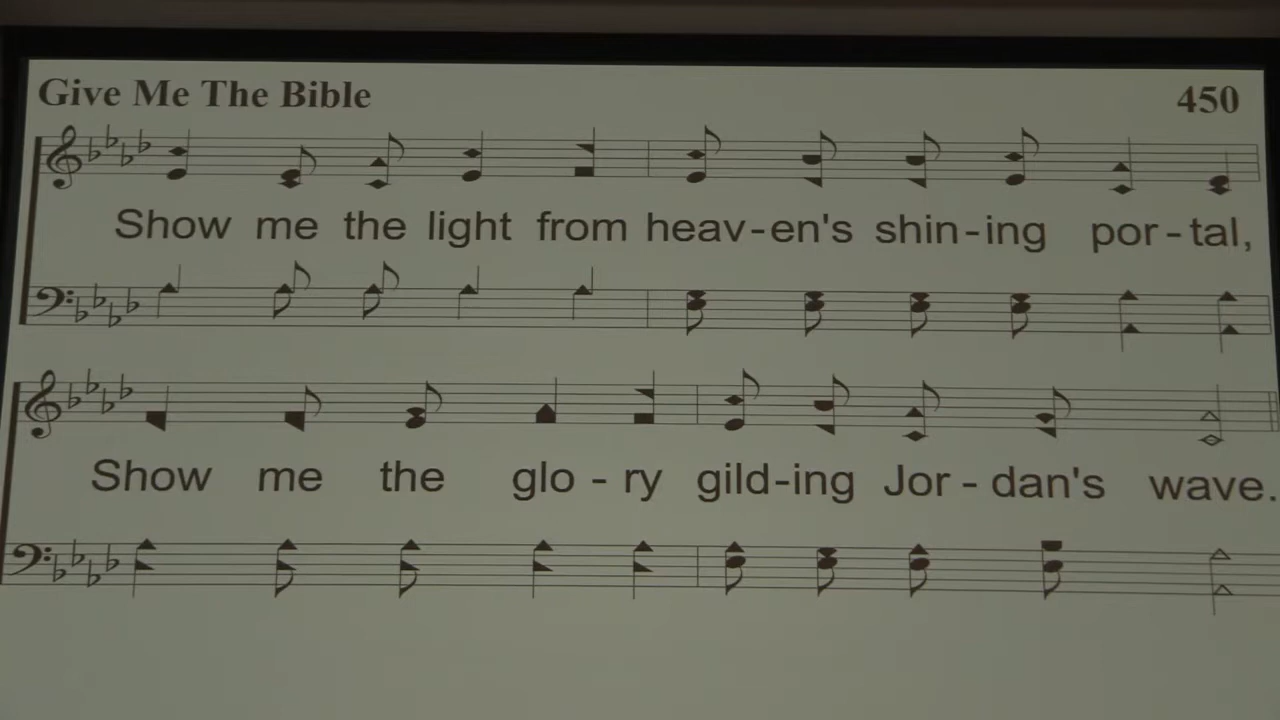 Give Me The Bible 450
Show me the light from heav-en's shin-ing por-tal,
Show me the glo-ry gild-ing Jor-dan's wave.